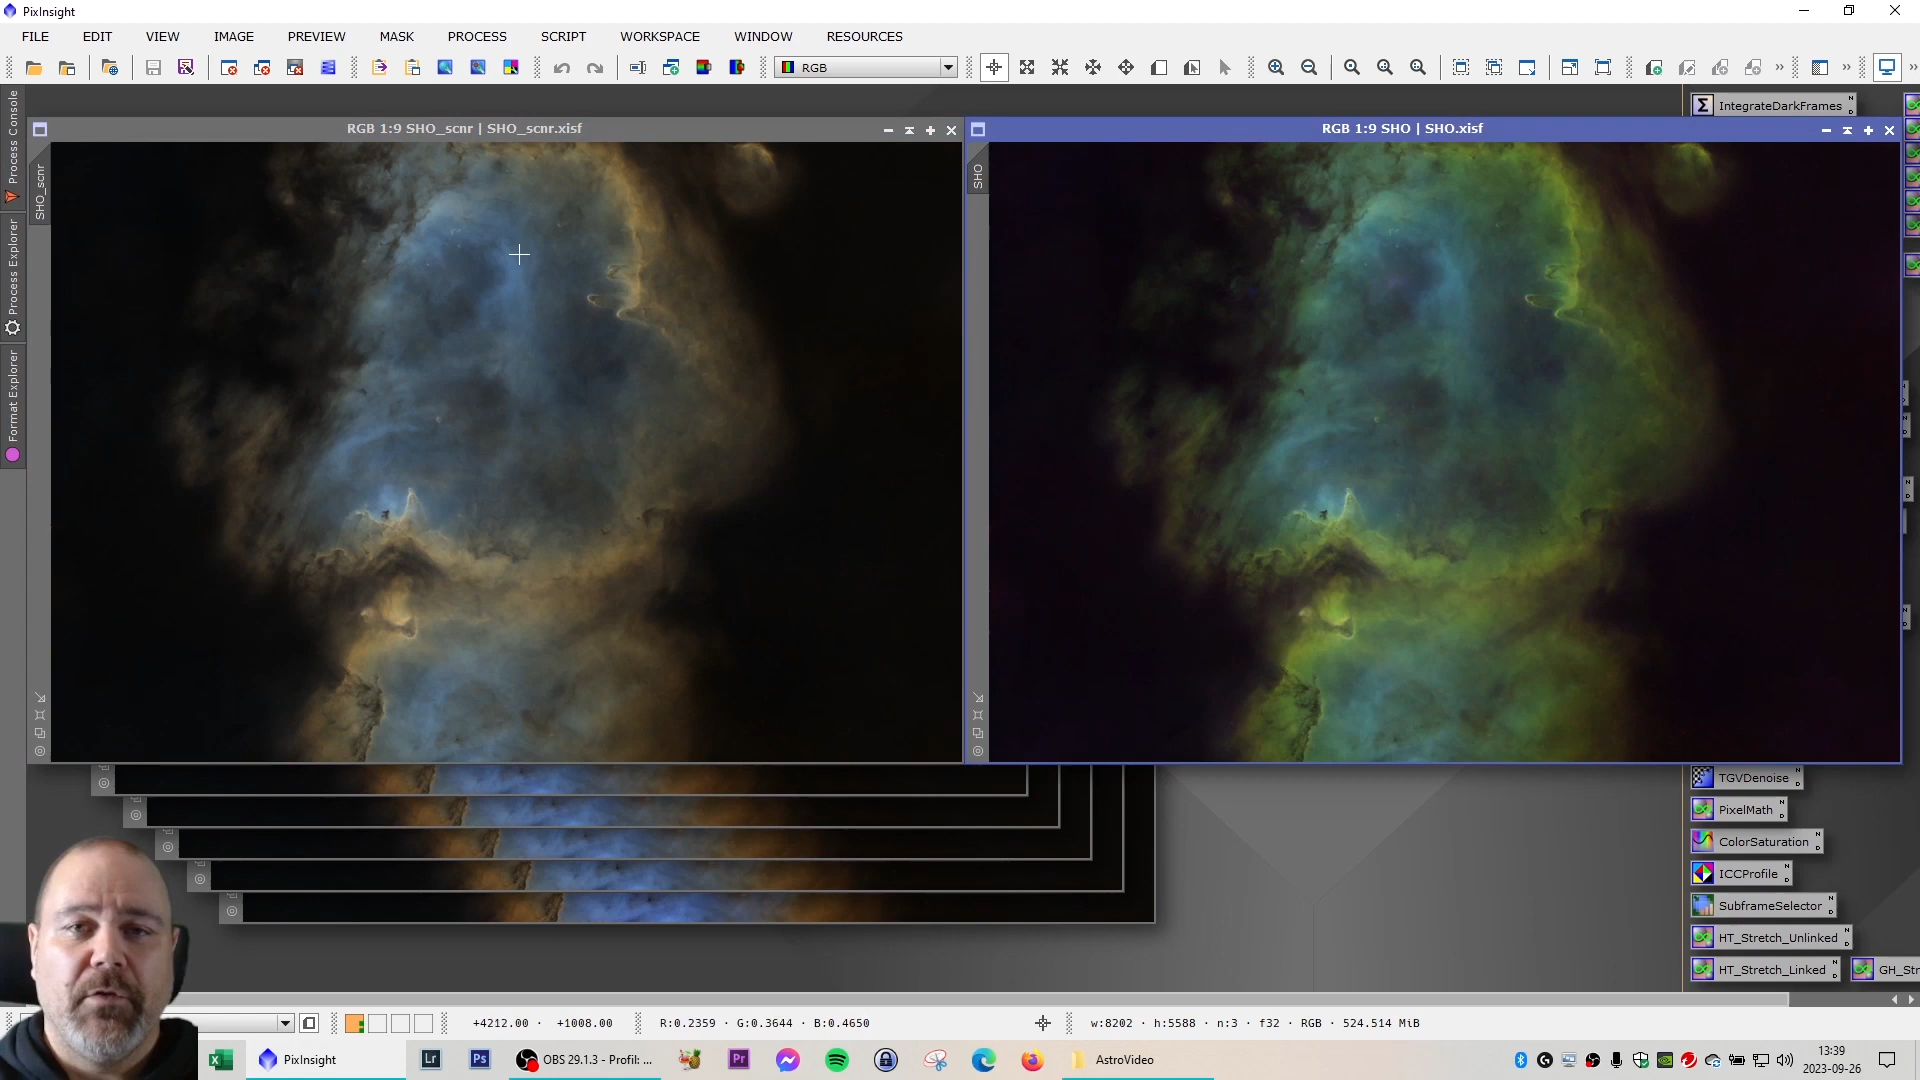 PixInsight
FILE EDIT VIEW IMAGE PREVIEW MASK PROCESS SCRIPT WORKSPACE WINDOW RESOURCES
RGB
Process Console
Process Explorer
Format Explorer
RGB 1:9 SHO_scnr | SHO_scnr.xisf
SHO_scnr
RGB 1:9 SHO | SHO.xisf
SHO
IntegrateDarkFrames
TGVDenoise
PixelMath
ColorSaturation
ICCProfile
SubframeSelector
HT_Stretch_Unlinked
HT_Stretch_Linked
GH_Str
+4212.00 · +1008.00
R:0.2359 · G:0.3644 · B:0.4650
w:8202 · h:5588 · n:3 · f32 · RGB · 524.514 MiB
PixInsight
Lr
Ps
OBS 29.1.3 - Profil: ...
Pr
AstroVideo
13:39
2023-09-26